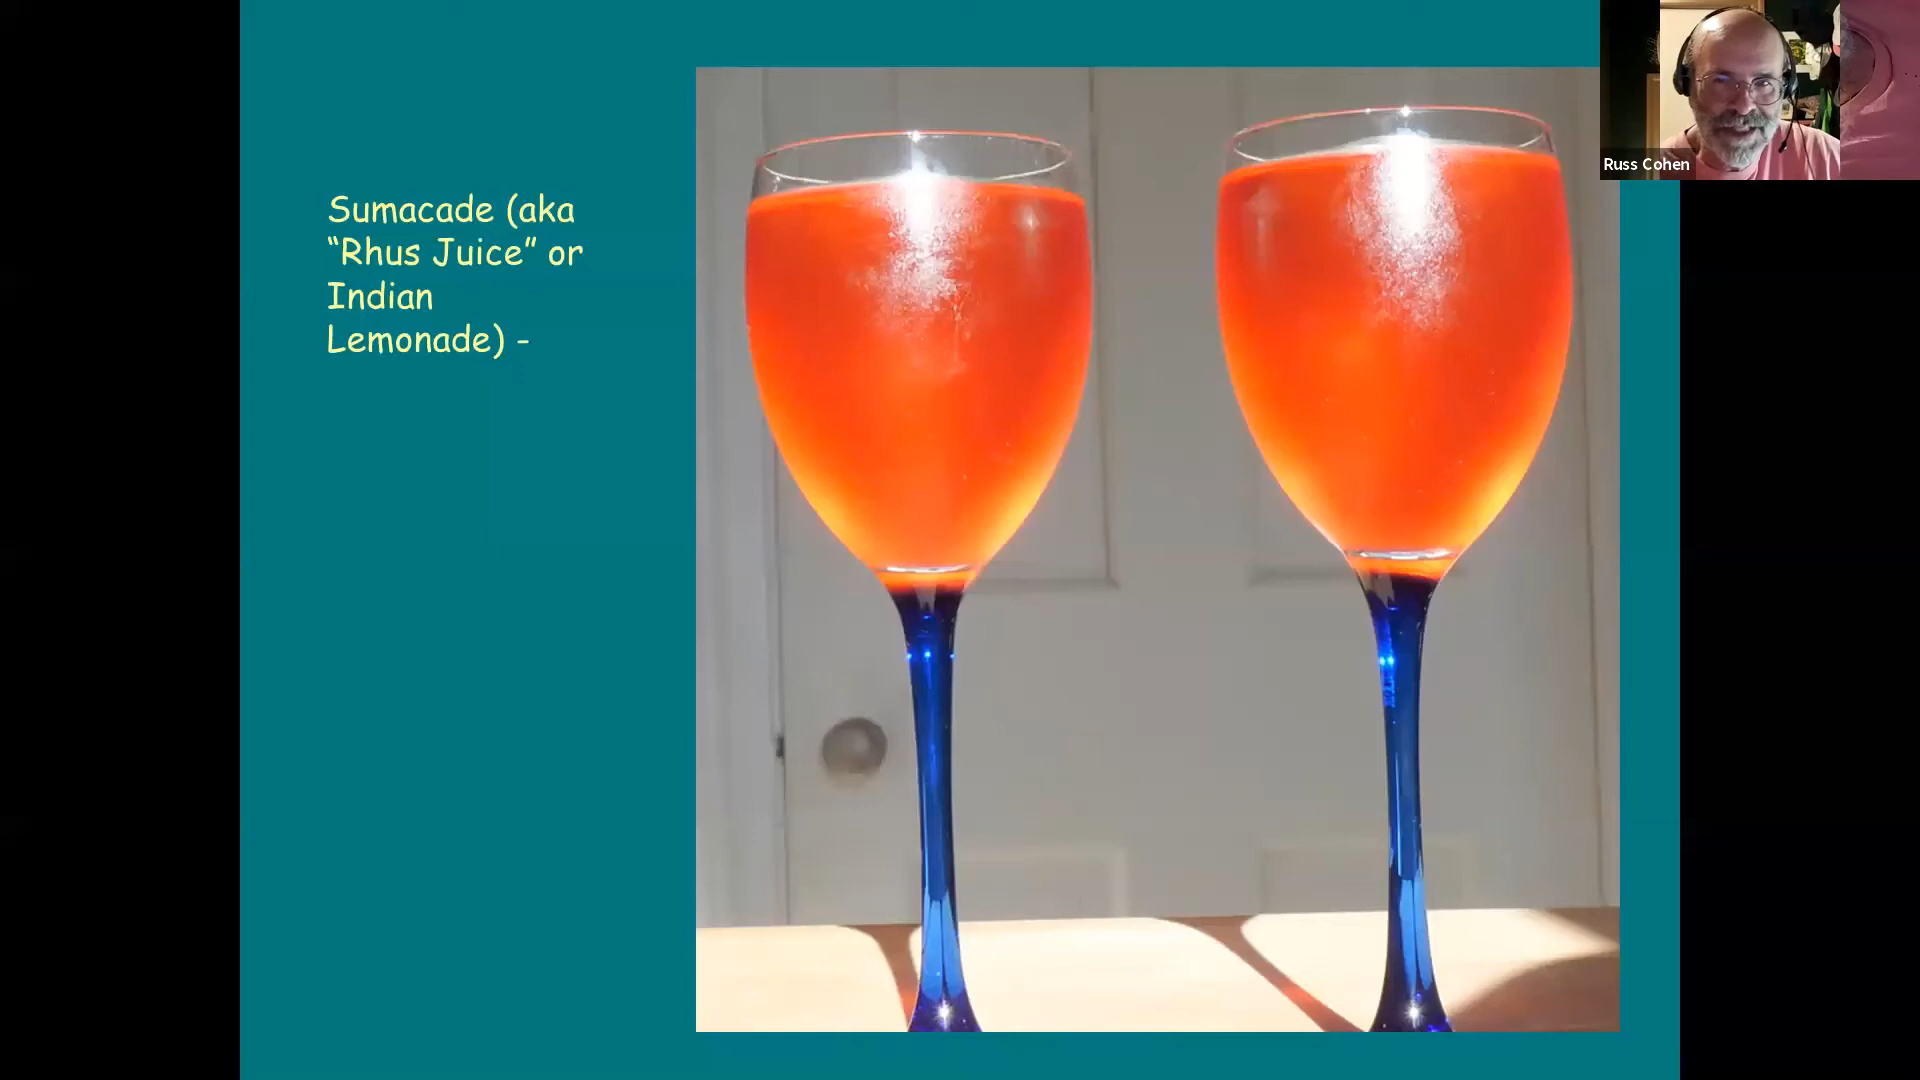 Sumacade (aka
“Rhus Juice” or
Indian
Lemonade) -
Russ Cohen